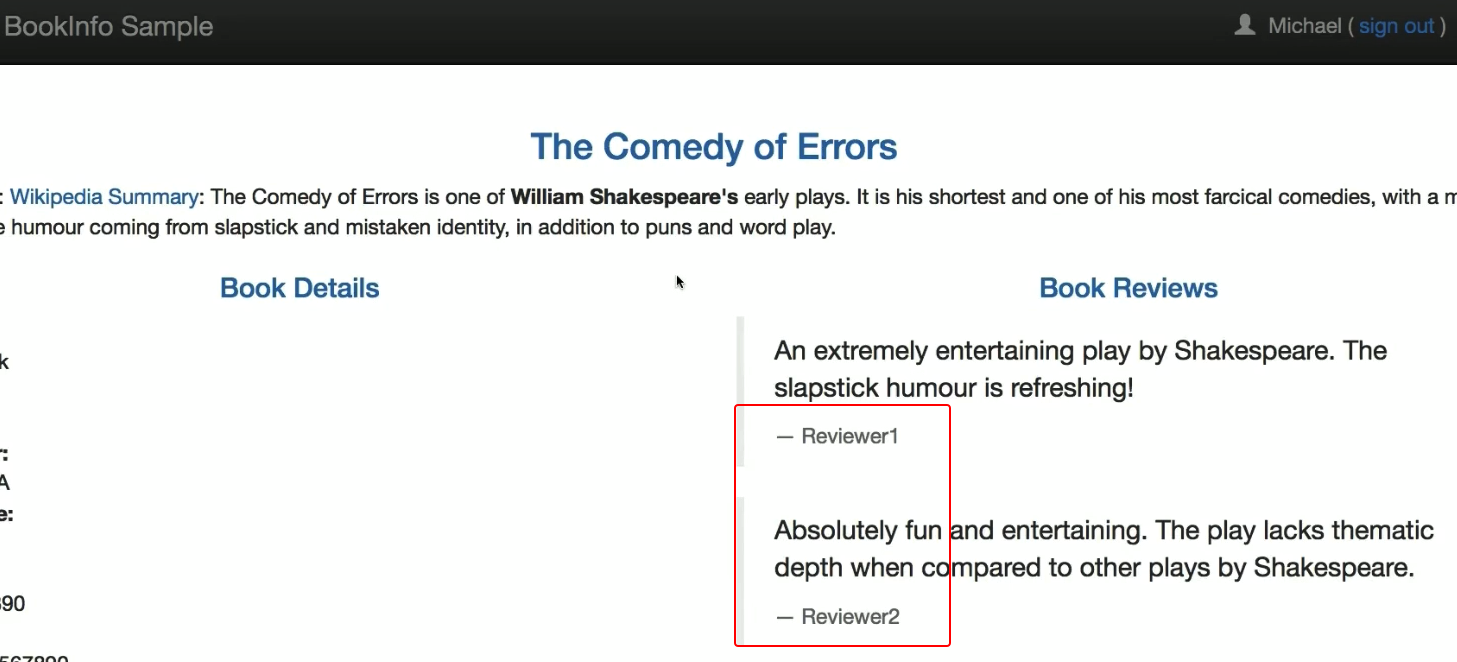 BookInfo Sample
Michael ( sign out )
The Comedy of Errors
: Wikipedia Summary: The Comedy of Errors is one of William Shakespeare's early plays. It is his shortest and one of his most farcical comedies, with a
humour coming from slapstick and mistaken identity, in addition to puns and word play.
Book Details
Book Reviews
An extremely entertaining play by Shakespeare. The
slapstick humour is refreshing!
— Reviewer1
Absolutely fun and entertaining. The play lacks thematic
depth when compared to other plays by Shakespeare.
— Reviewer2